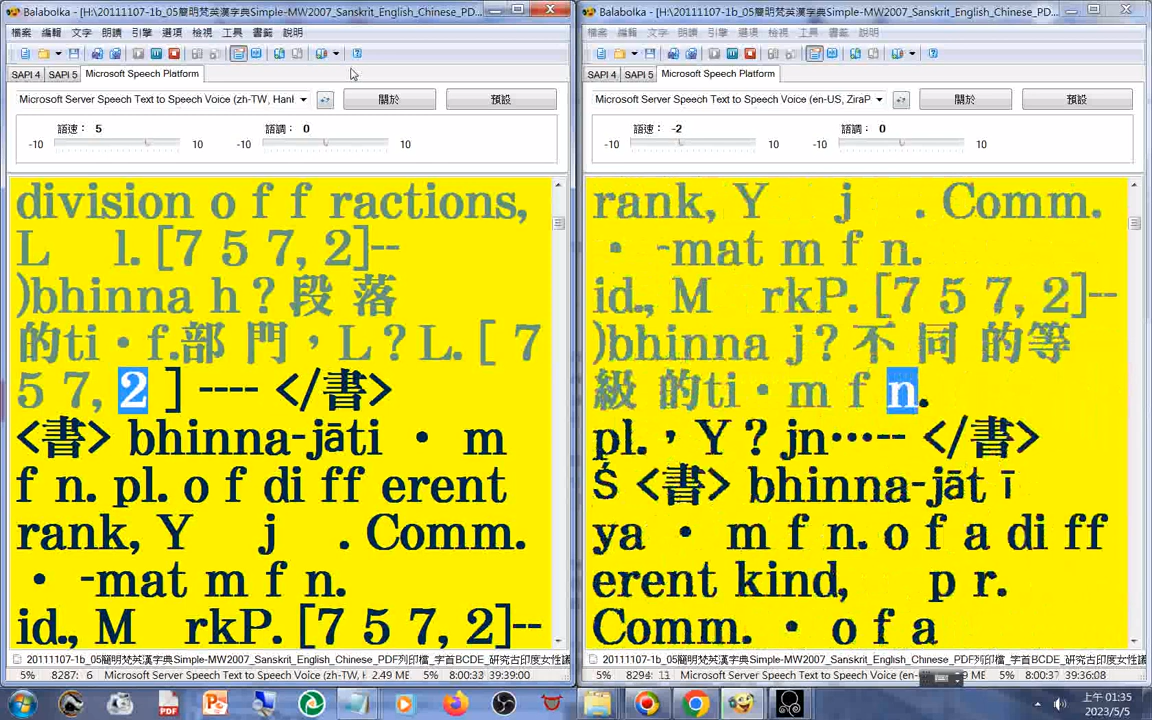 Balabolka - [H:\20111107-1b_05簡明梵英漢字典Simple-MW2007_Sanskrit_English_Chinese_PD...
檔案 編輯 文字 朗讀 引擎 選項 檢視 工具 書籤 說明
SAPI 4 SAPI 5 Microsoft Speech Platform
Microsoft Server Speech Text to Speech Voice (zh-TW, Hanl 關於 預設
語速： 5 語調： 0
-10 10 -10 10
division o f f ractions,
L l. [7 5 7, 2]--
)bhinna h？段 落
的ti‧f.部 門，L？L. [ 7
5 7, 2 ] ---- </書>
<書> bhinna-jāti ‧ m
f n. pl. o f di ff erent
rank, Y j . Comm.
‧ -mat m f n.
id., M rkP. [7 5 7, 2]--
20111107-1b_05簡明梵英漢字典Simple-MW2007_Sanskrit_English_Chinese_PDF列印檔_字首BCDE_研究古印度女性議
5% 8287: 6 Microsoft Server Speech Text to Speech Voice (zh-TW, H 2.49 ME 5% 8:00:33 39:39:00
Balabolka - [H:\20111107-1b_05簡明梵英漢字典Simple-MW2007_Sanskrit_English_Chinese_PD...
檔案 編輯 文字 朗讀 引擎 選項 檢視 工具 書籤 說明
SAPI 4 SAPI 5 Microsoft Speech Platform
Microsoft Server Speech Text to Speech Voice (en-US, ZiraP 關於 預設
語速： -2 語調： 0
-10 10 -10 10
rank, Y j . Comm.
‧ -mat m f n.
id., M rkP. [7 5 7, 2]--
)bhinna j？不 同 的等
級 的ti‧m f n.
pl.，Y？jn…-- </書>
Ś <書> bhinna-jāt ī
ya ‧ m f n. o f a di ff
erent kind, p r.
Comm. ‧ o f a
20111107-1b_05簡明梵英漢字典Simple-MW2007_Sanskrit_English_Chinese_PDF列印檔_字首BCDE_研究古印度女性議
5% 8294: 11 Microsoft Server Speech Text to Speech Voice (en-us 2.49 ME 5% 8:00:37 39:36:08
PDF
上午 01:35
2023/5/5